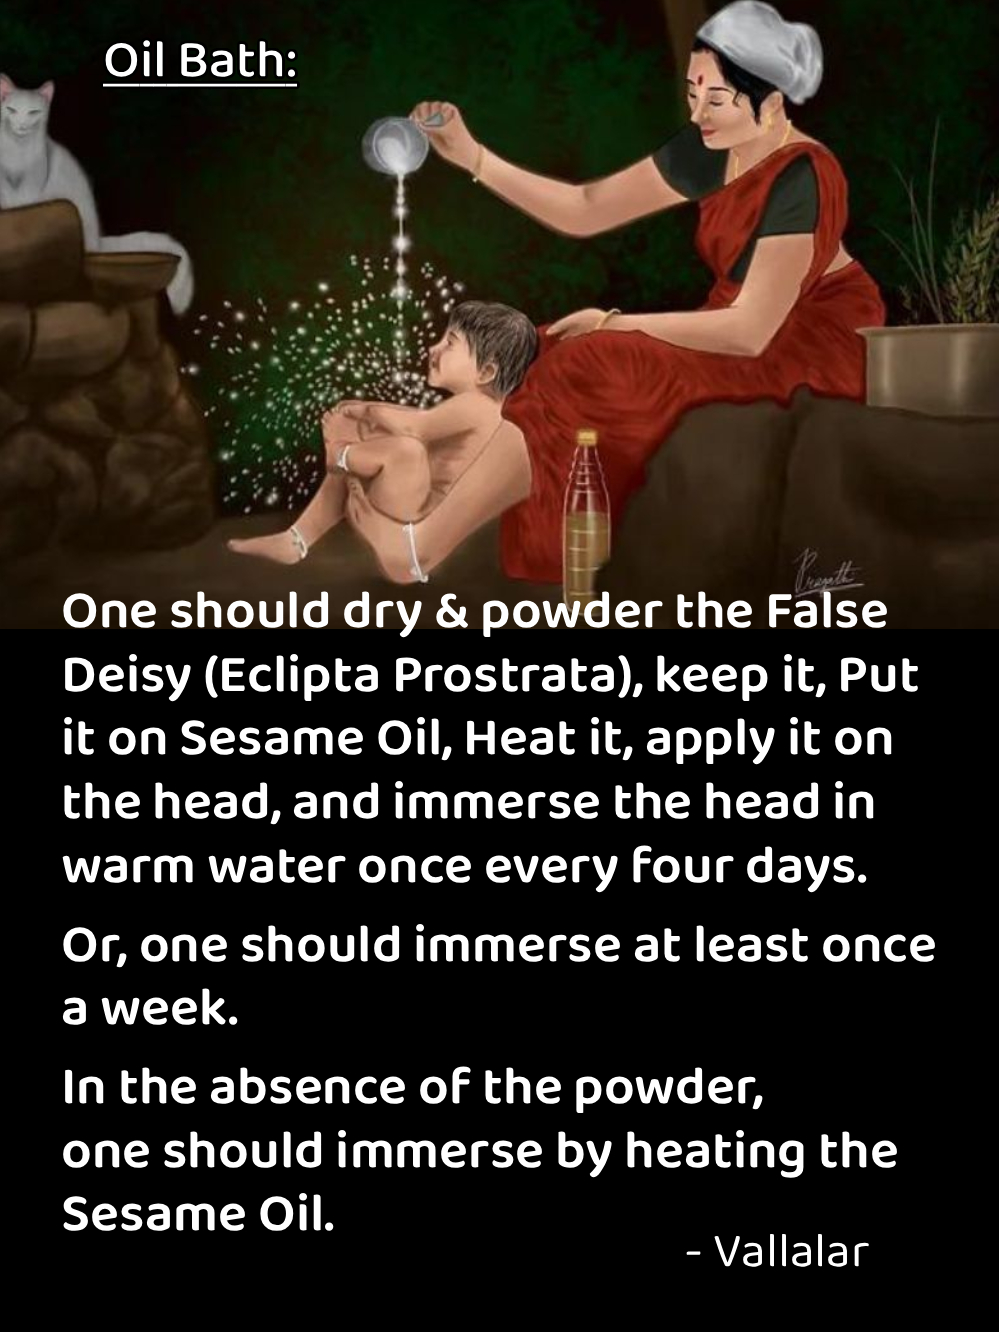 Oil Bath:
Pragath
One should dry & powder the False
Deisy (Eclipta Prostrata), keep it, Put
it on Sesame Oil, Heat it, apply it on
the head, and immerse the head in
warm water once every four days.
Or, one should immerse at least once
a week.
In the absence of the powder,
one should immerse by heating the
Sesame Oil.
- Vallalar